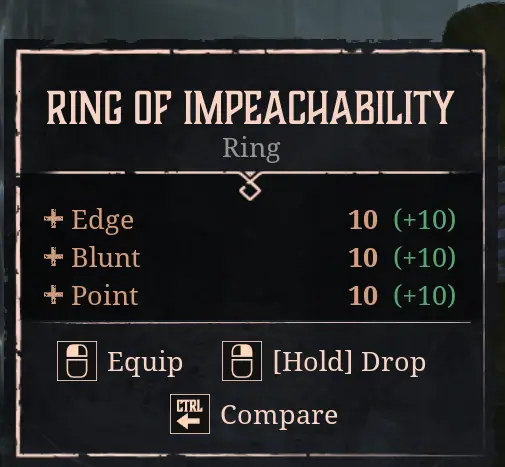 RING OF IMPEACHABILITY
Ring
Edge 10 (+10)
Blunt 10 (+10)
Point 10 (+10)
Equip [Hold] Drop
CTRL Compare